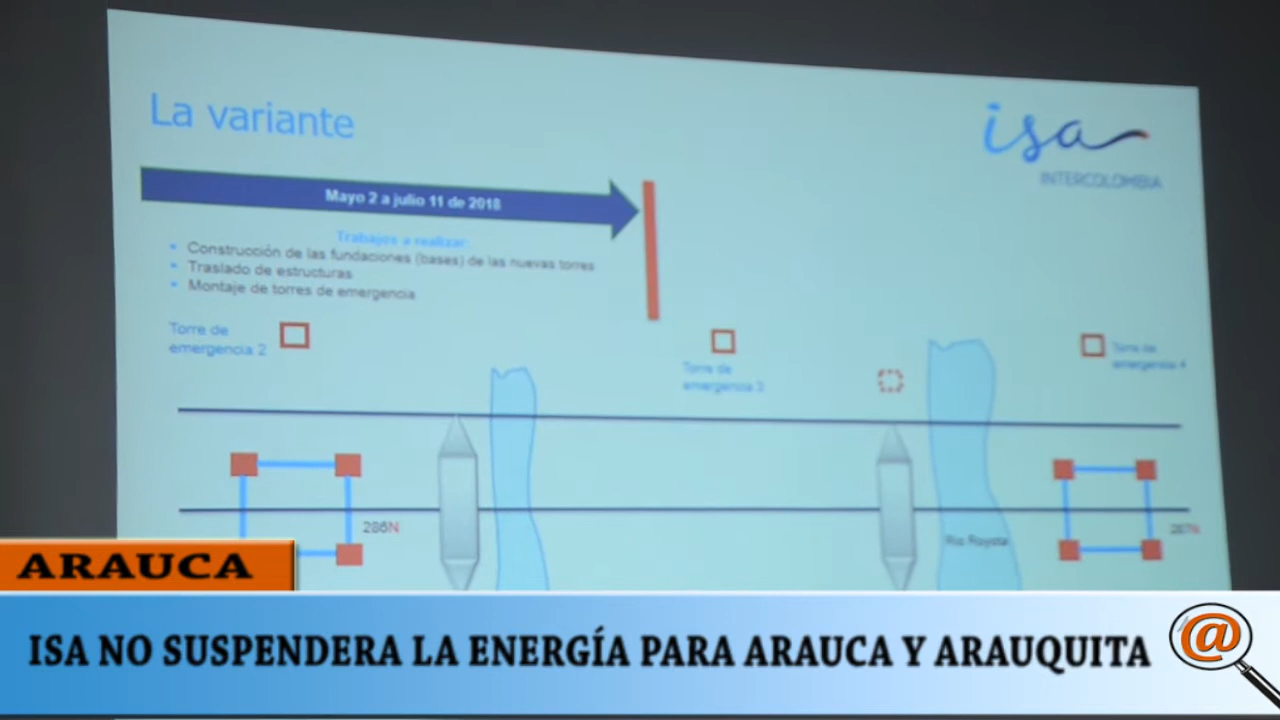 La variante
isa
INTERCOLOMBIA
Mayo 2 a julio 11 de 2018
Trabajos a realizar:
Construcción de las fundaciones (bases) de las nuevas torres
Traslado de estructuras
Montaje de torres de emergencia
Torre de
emergencia 2
Torre de
emergencia 3
Torre de
emergencia 4
286N
Rio Royota
287N
ARAUCA
ISA NO SUSPENDERA LA ENERGÍA PARA ARAUCA Y ARAUQUITA
@